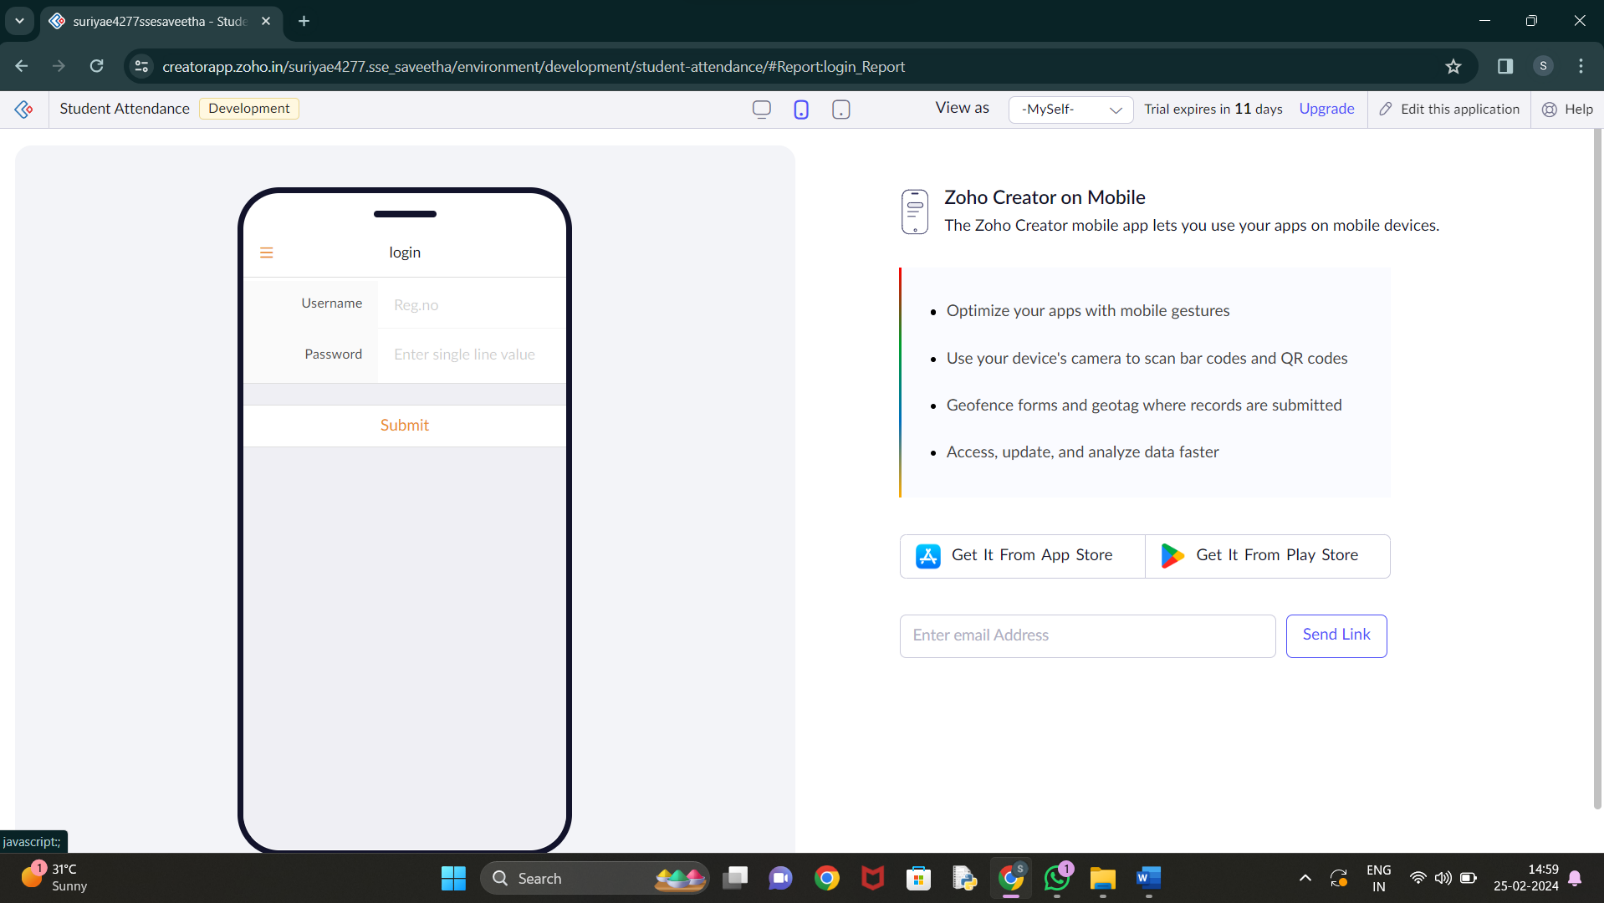 suriyae4277ssesaveetha - Stude
creatorapp.zoho.in/suriyae4277.sse_saveetha/environment/development/student-attendance/#Report:login_Report
S
Student Attendance
Development
View as
-MySelf-
Trial expires in 11 days
Upgrade
Edit this application
Help
login
Username
Reg.no
Password
Enter single line value
Submit
Zoho Creator on Mobile
The Zoho Creator mobile app lets you use your apps on mobile devices.
• Optimize your apps with mobile gestures
• Use your device's camera to scan bar codes and QR codes
• Geofence forms and geotag where records are submitted
• Access, update, and analyze data faster
Get It From App Store
Get It From Play Store
Enter email Address
Send Link
javascript:;
1
31°C
Sunny
Search
S
1
W
ENG
IN
14:59
25-02-2024